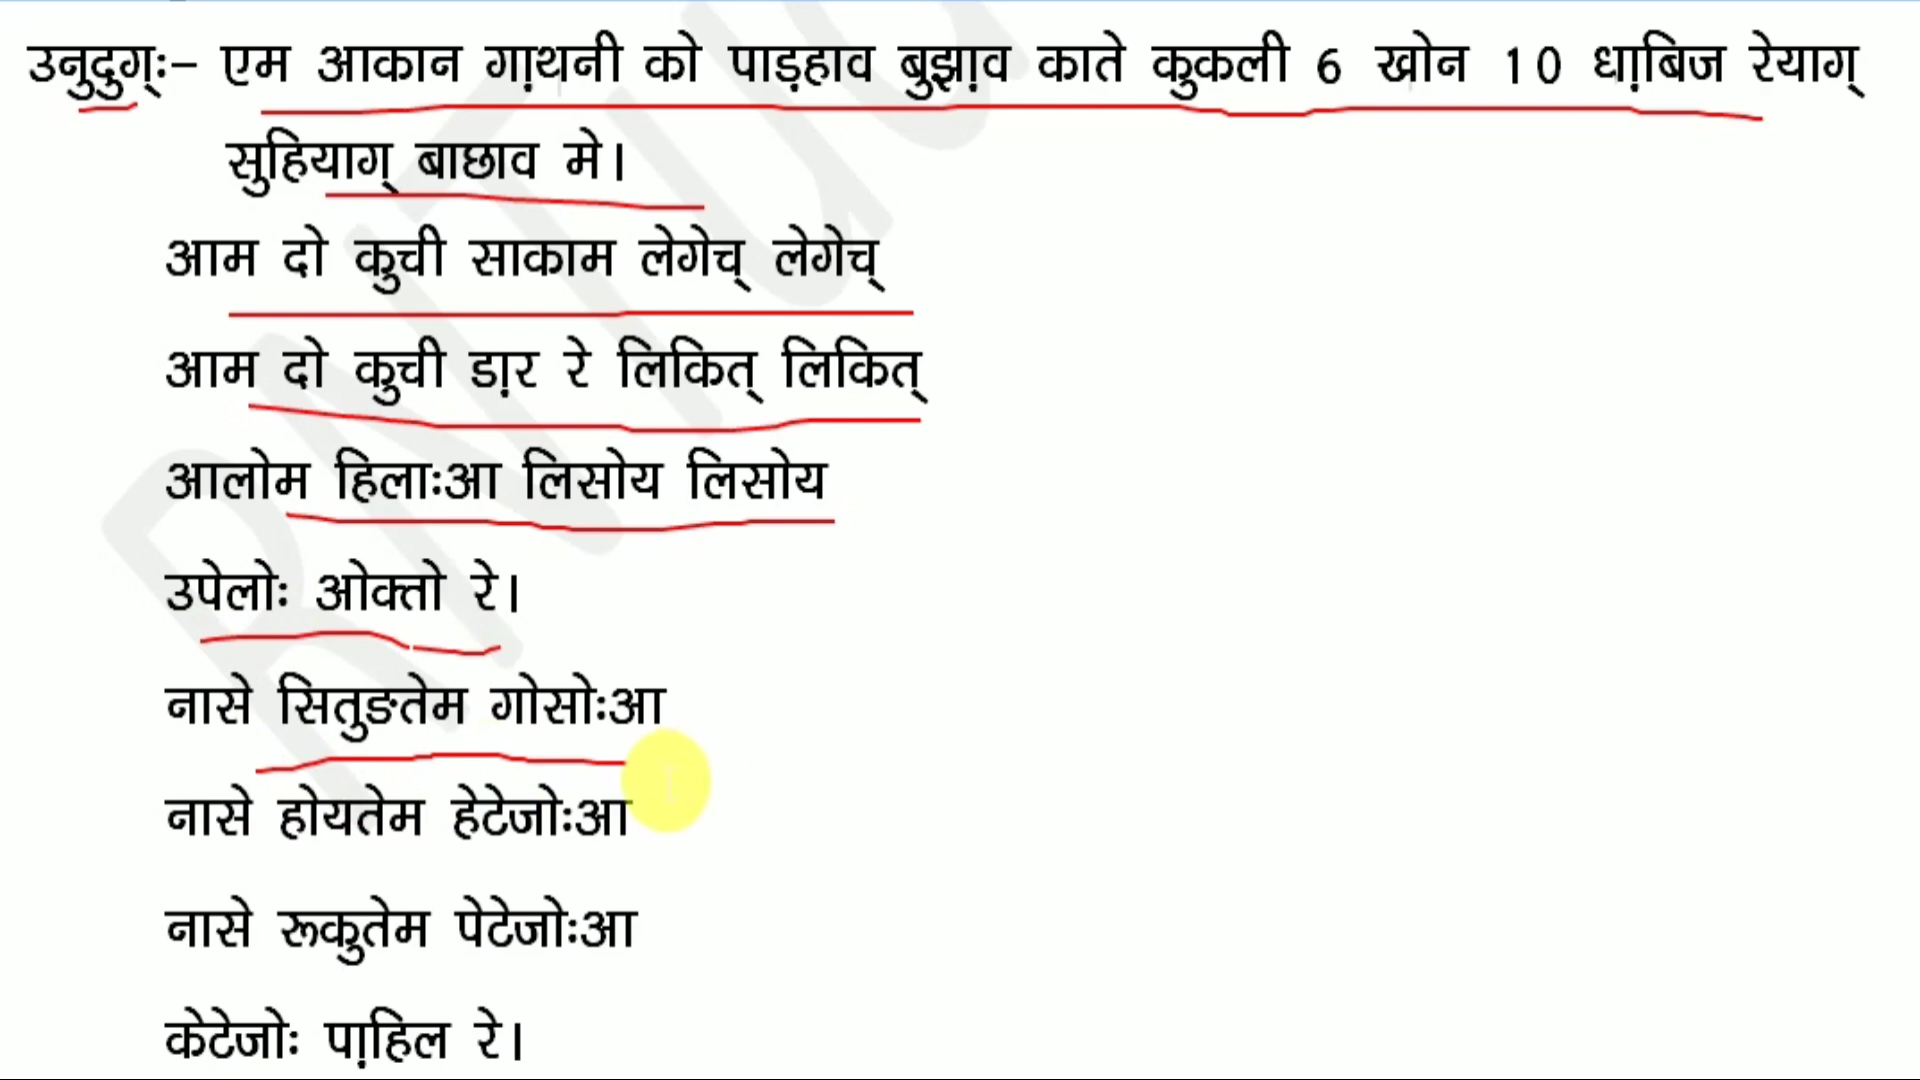 उनुदुग्ः– एम आकान गा़थनी को पाड़हाव बुझा़व काते कुकली 6 खोन 10 धा़बिज रेयाग्
सुहियाग् बाछाव मे।
आम दो कुची साकाम लेगेच् लेगेच्
आम दो कुची डा़र रे लिकित् लिकित्
आलोम हिलाःआ लिसोय लिसोय
उपेलोः ओक्तो रे।
नासे सितुङतेम गोसोःआ
नासे होयतेम हेटेजोःआ
नासे रूकुतेम पेटेजोःआ
केटेजोः पा़हिल रे।